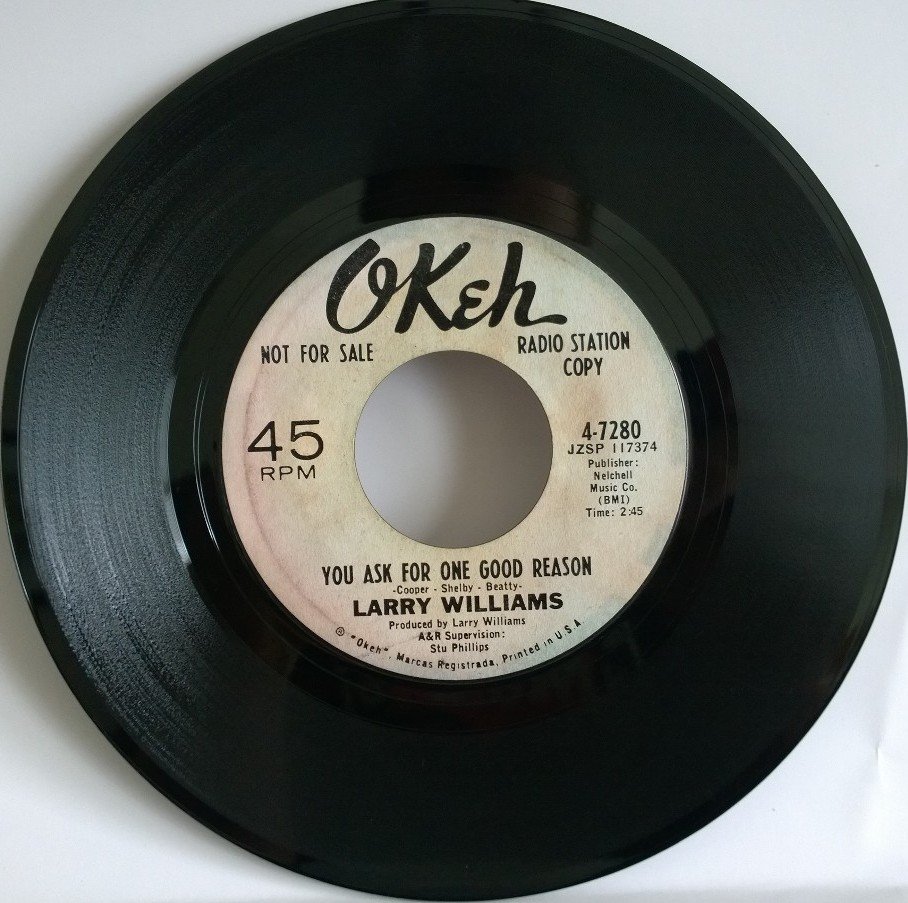 OKeh
NOT FOR SALE
RADIO STATION
COPY
45
RPM
4-7280
JZSP 117374
Publisher:
Nelchell
Music Co.
(BMI)
Time: 2:45
YOU ASK FOR ONE GOOD REASON
-Cooper - Shelby - Beatty-
LARRY WILLIAMS
Produced by Larry Williams
A&R Supervision:
Stu Phillips
® "Okeh", Marcas Registrada, Printed in U S A